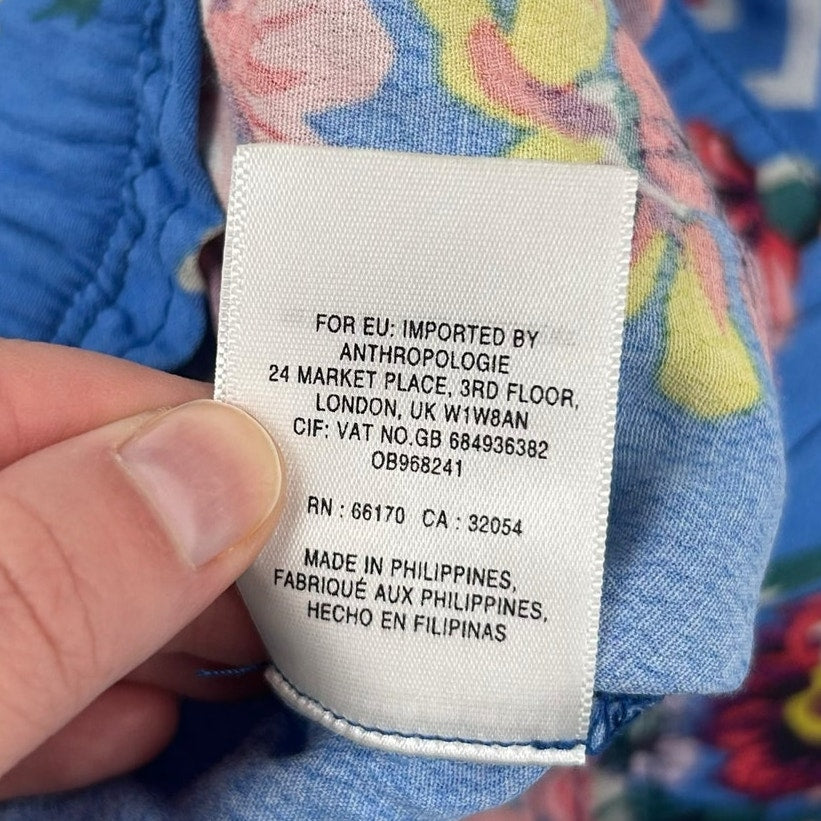 FOR EU: IMPORTED BY
ANTHROPOLOGIE
24 MARKET PLACE, 3RD FLOOR,
LONDON, UK W1W8AN
CIF: VAT NO.GB 684936382
OB968241
RN : 66170 CA : 32054
MADE IN PHILIPPINES,
FABRIQUÉ AUX PHILIPPINES,
HECHO EN FILIPINAS